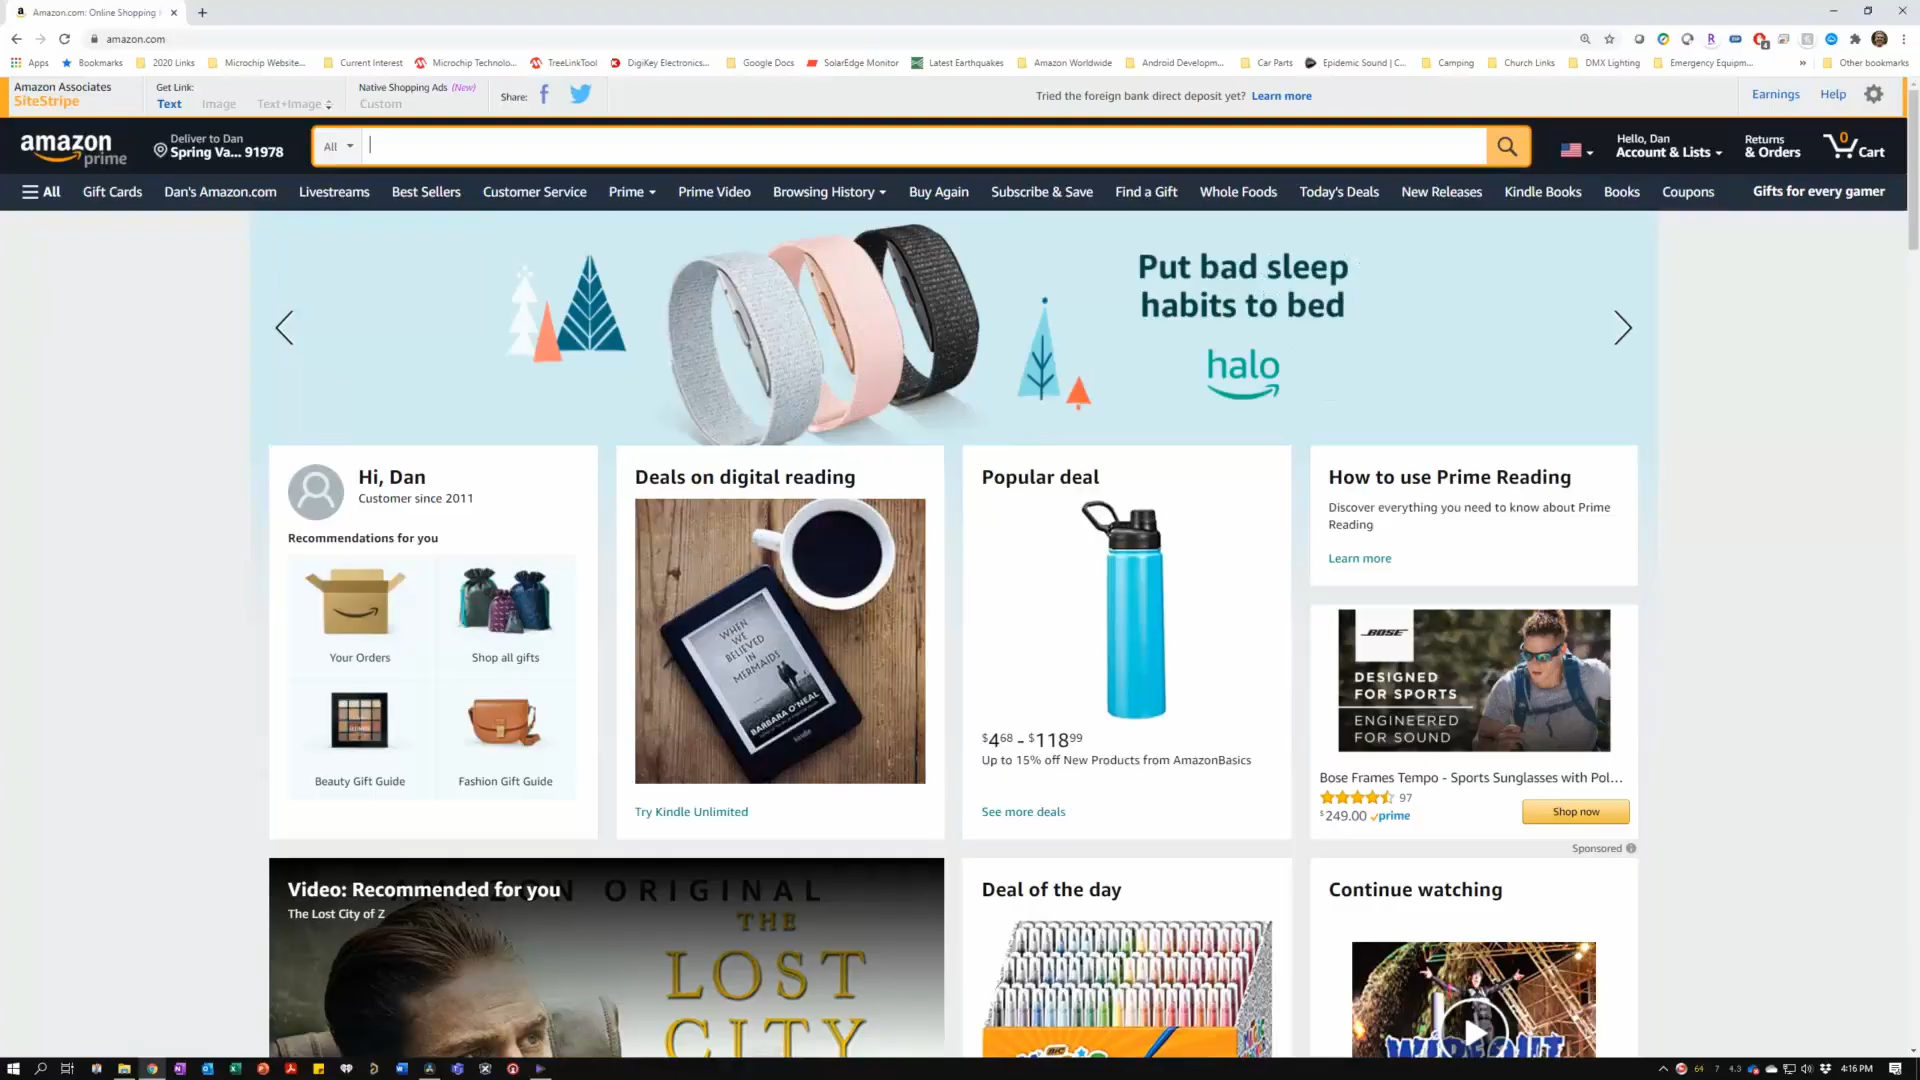 Amazon.com: Online Shopping
amazon.com
Apps
Bookmarks
2020 Links
Microchip Website...
Current Interest
Microchip Technolo...
TreeLinkTool
DigiKey Electronics...
Google Docs
SolarEdge Monitor
Latest Earthquakes
Amazon Worldwide
Android Developm...
Car Parts
Epidemic Sound | C...
Camping
Church Links
DMX Lighting
Emergency Equipm...
»
Other bookmarks
Amazon Associates
SiteStripe
Get Link:
Text
Image
Text+Image
Native Shopping Ads (New)
Custom
Share:
Tried the foreign bank direct deposit yet? Learn more
Earnings
Help
amazon
prime
Deliver to Dan
Spring Va... 91978
All
Hello, Dan
Account & Lists
Returns
& Orders
0
Cart
All
Gift Cards
Dan's Amazon.com
Livestreams
Best Sellers
Customer Service
Prime
Prime Video
Browsing History
Buy Again
Subscribe & Save
Find a Gift
Whole Foods
Today's Deals
New Releases
Kindle Books
Books
Coupons
Gifts for every gamer
Put bad sleep
habits to bed
halo
Hi, Dan
Customer since 2011
Recommendations for you
Your Orders
Shop all gifts
Beauty Gift Guide
Fashion Gift Guide
Deals on digital reading
WHEN
WE
BELIEVED
IN
MERMAIDS
BARBARA O'NEAL
kindle
Try Kindle Unlimited
Popular deal
$4.68 - $118.99
Up to 15% off New Products from AmazonBasics
See more deals
How to use Prime Reading
Discover everything you need to know about Prime
Reading
Learn more
BOSE
DESIGNED
FOR SPORTS
ENGINEERED
FOR SOUND
Bose Frames Tempo - Sports Sunglasses with Pol...
97
$249.00 prime
Shop now
Sponsored
Video: Recommended for you
The Lost City of Z
ORIGINAL
THE
LOST
CITY
Deal of the day
BIC
Continue watching
WIPEOUT
64
7
4.3
4:16 PM